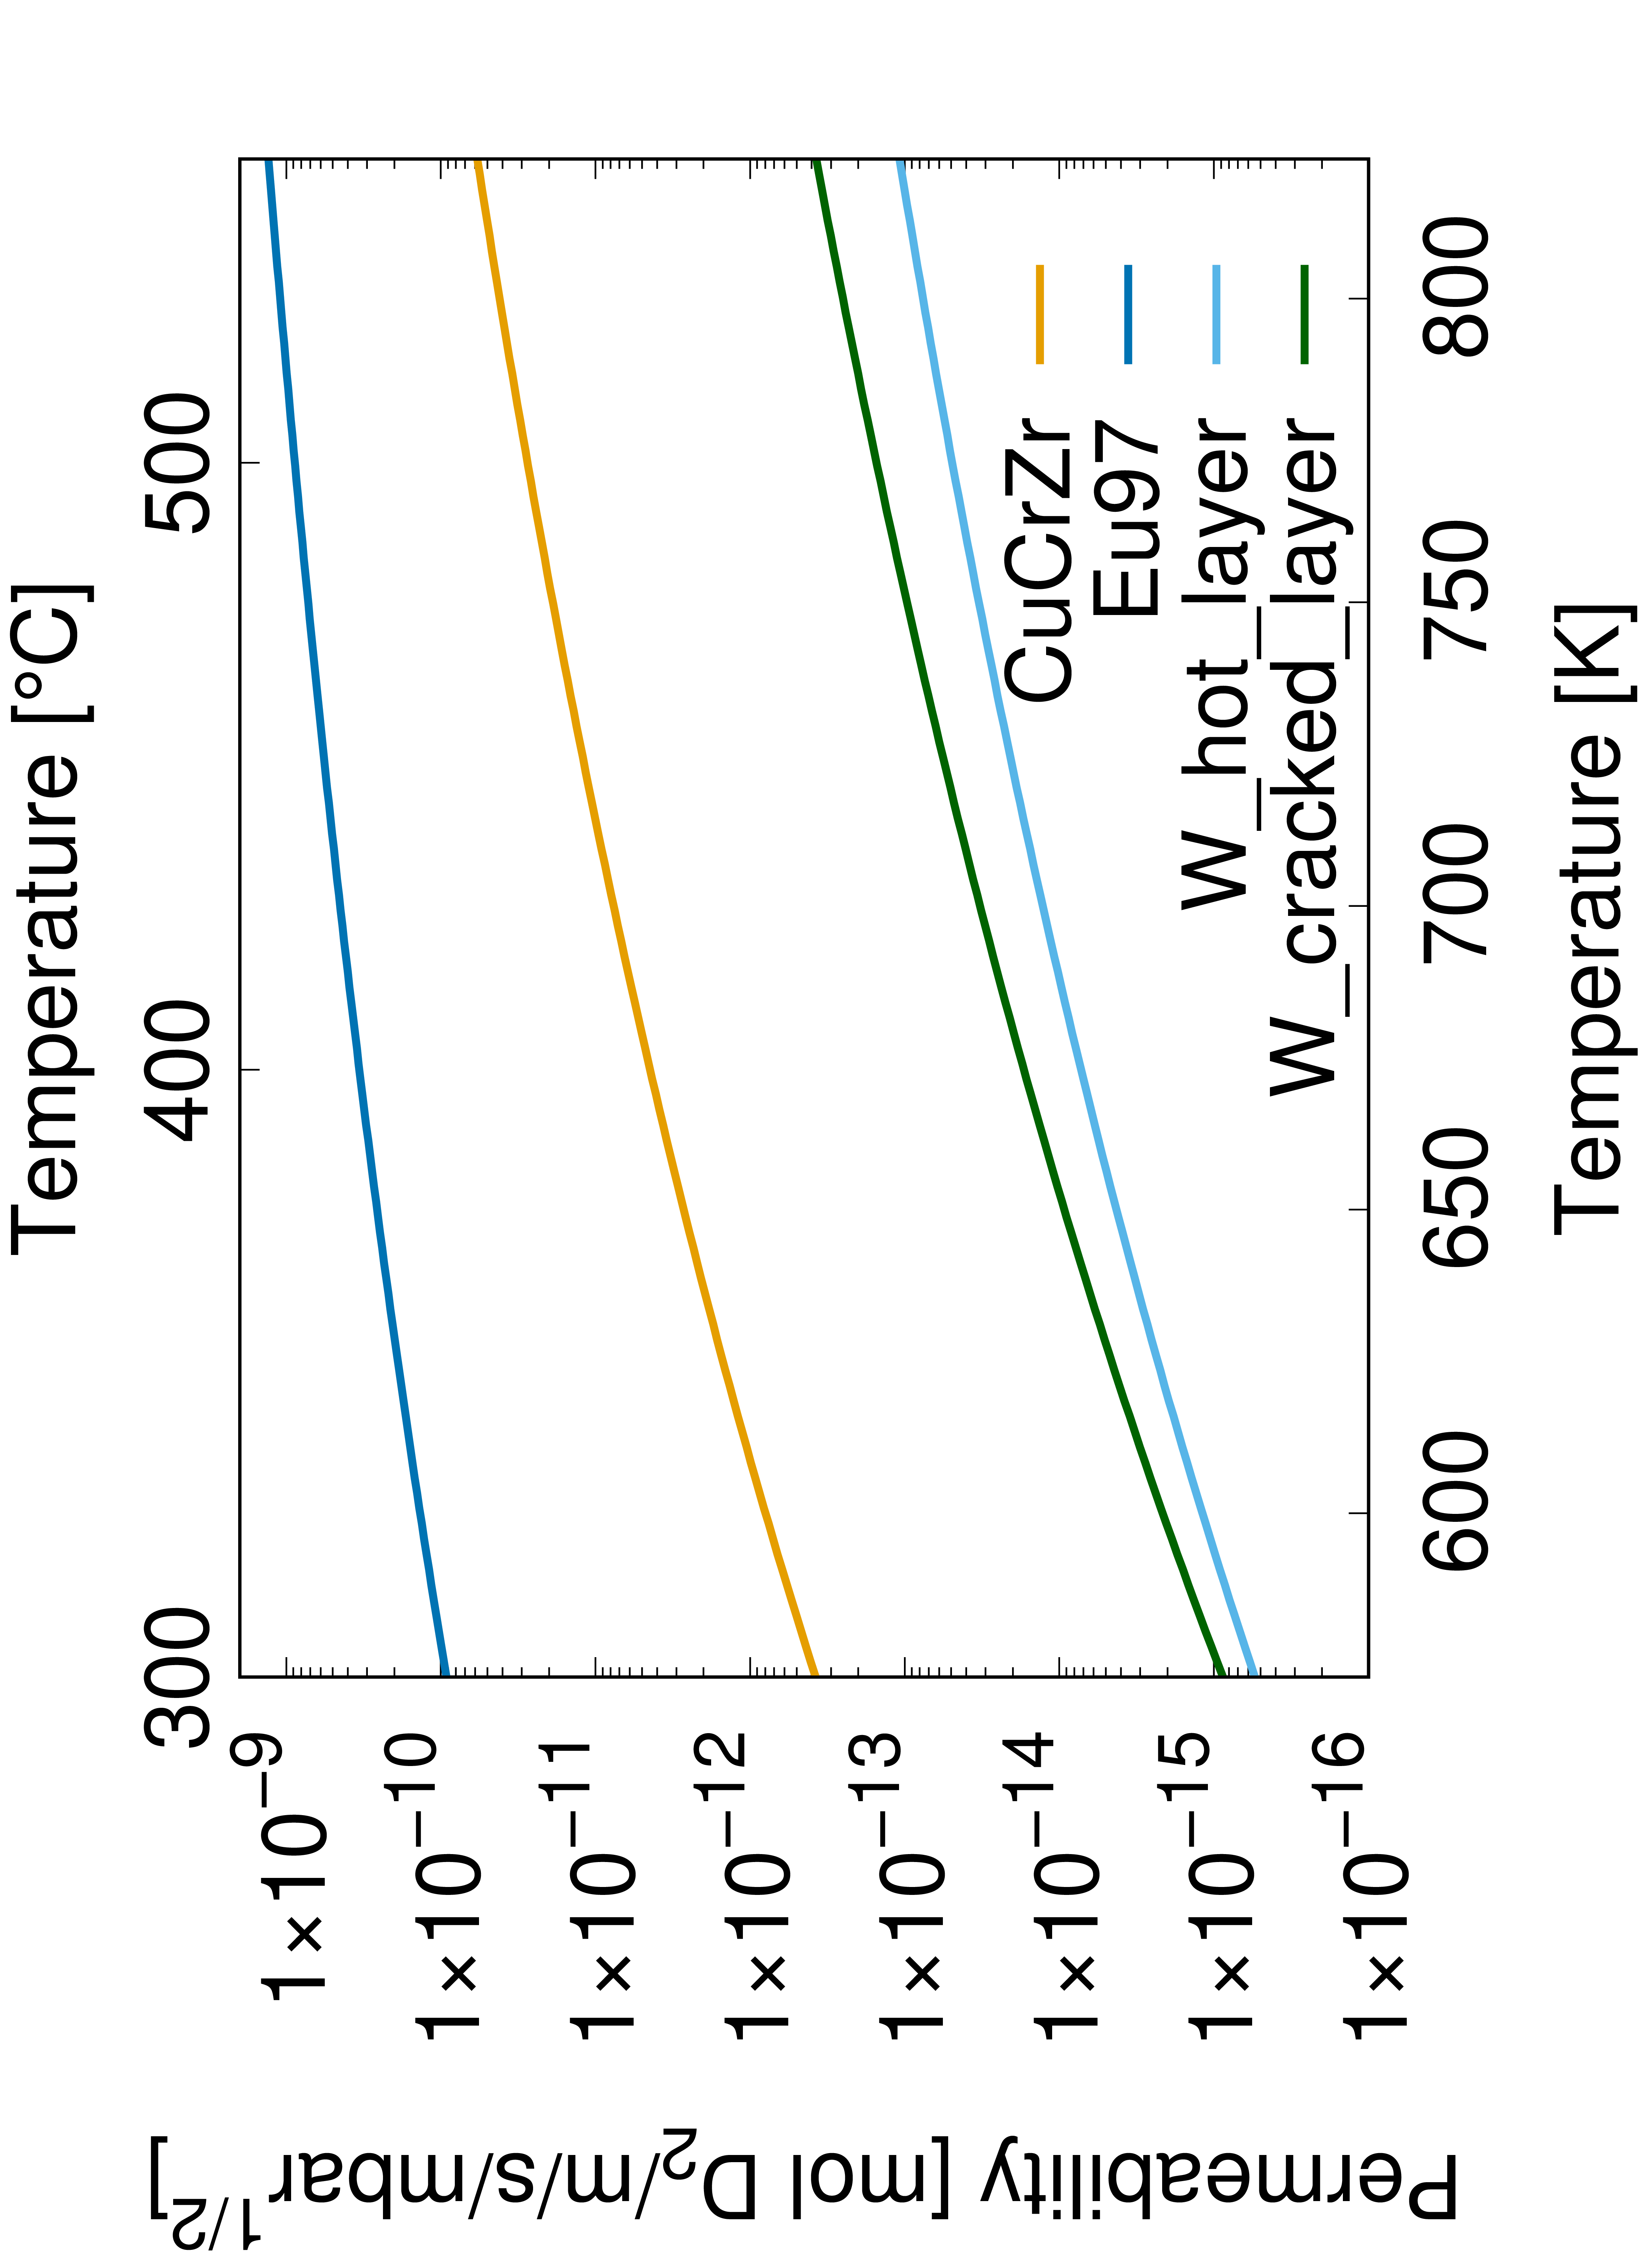 Temperature [°C]
300 400 500
1×10⁻⁹
1×10⁻¹⁰
1×10⁻¹¹
1×10⁻¹²
1×10⁻¹³
1×10⁻¹⁴
1×10⁻¹⁵
1×10⁻¹⁶
Permeability [mol D₂/m/s/mbar¹/²]
CuCrZr
Eu97
W_hot_layer
W_cracked_layer
600 650 700 750 800
Temperature [K]